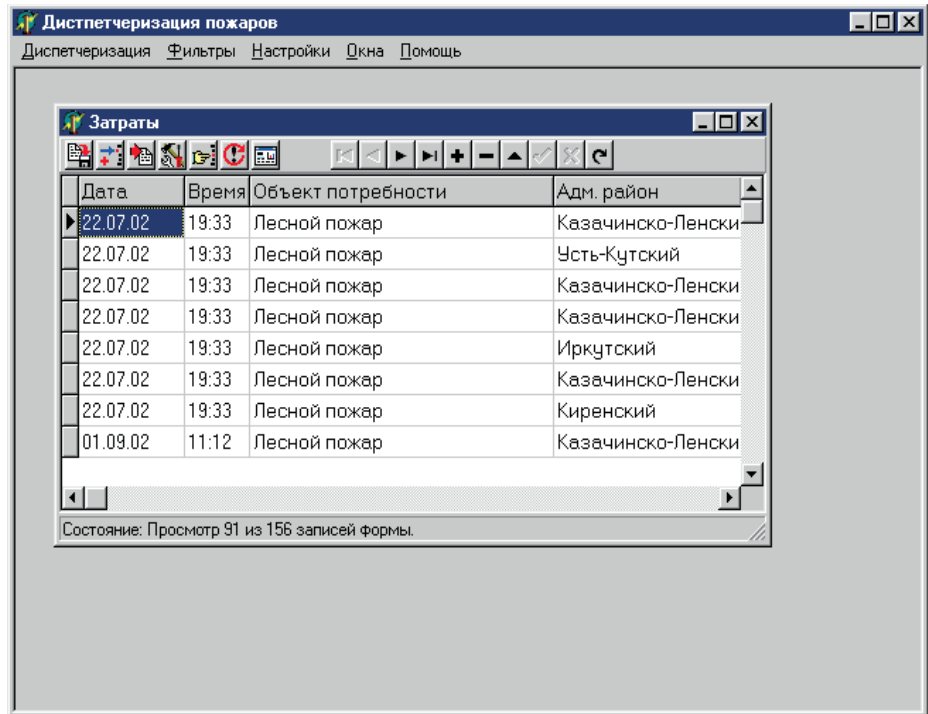 Дистпетчеризация пожаров
Диспетчеризация Фильтры Настройки Окна Помощь
Затраты
Дата Время Объект потребности Адм. район
22.07.02 19:33 Лесной пожар Казачинско-Ленски
22.07.02 19:33 Лесной пожар Усть-Кутский
22.07.02 19:33 Лесной пожар Казачинско-Ленски
22.07.02 19:33 Лесной пожар Казачинско-Ленски
22.07.02 19:33 Лесной пожар Иркутский
22.07.02 19:33 Лесной пожар Казачинско-Ленски
22.07.02 19:33 Лесной пожар Киренский
01.09.02 11:12 Лесной пожар Казачинско-Ленски
Состояние: Просмотр 91 из 156 записей формы.